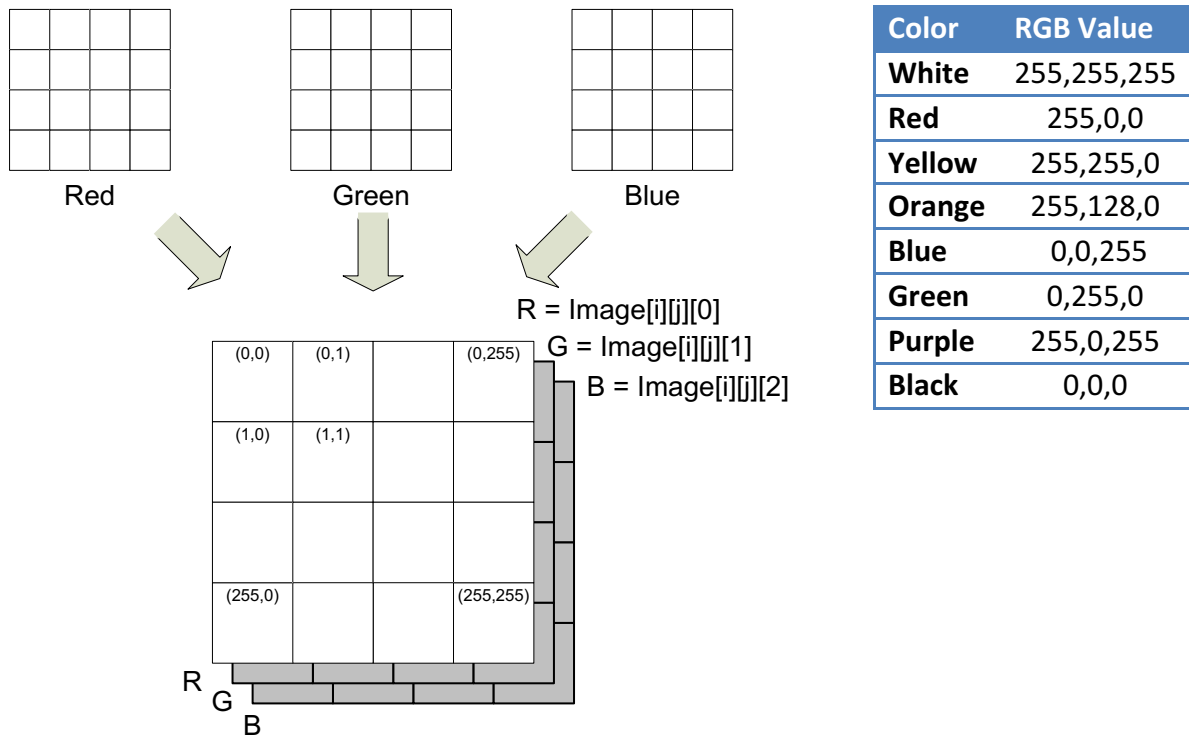 Red
Green
Blue
R = Image[i][j][0]
G = Image[i][j][1]
B = Image[i][j][2]
(0,0) (0,1) (0,255)
(1,0) (1,1)
(255,0) (255,255)
R
G
B
Color RGB Value
White 255,255,255
Red 255,0,0
Yellow 255,255,0
Orange 255,128,0
Blue 0,0,255
Green 0,255,0
Purple 255,0,255
Black 0,0,0